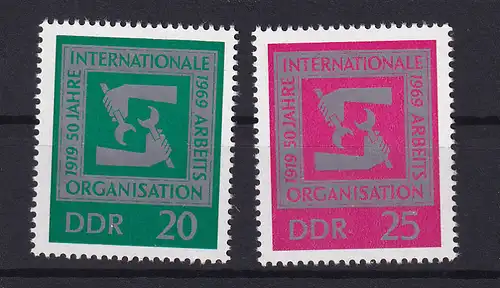 1919 50 JAHRE
INTERNATIONALE
1969 ARBEITS
ORGANISATION
DDR 20
1919 50 JAHRE
INTERNATIONALE
1969 ARBEITS
ORGANISATION
DDR 25